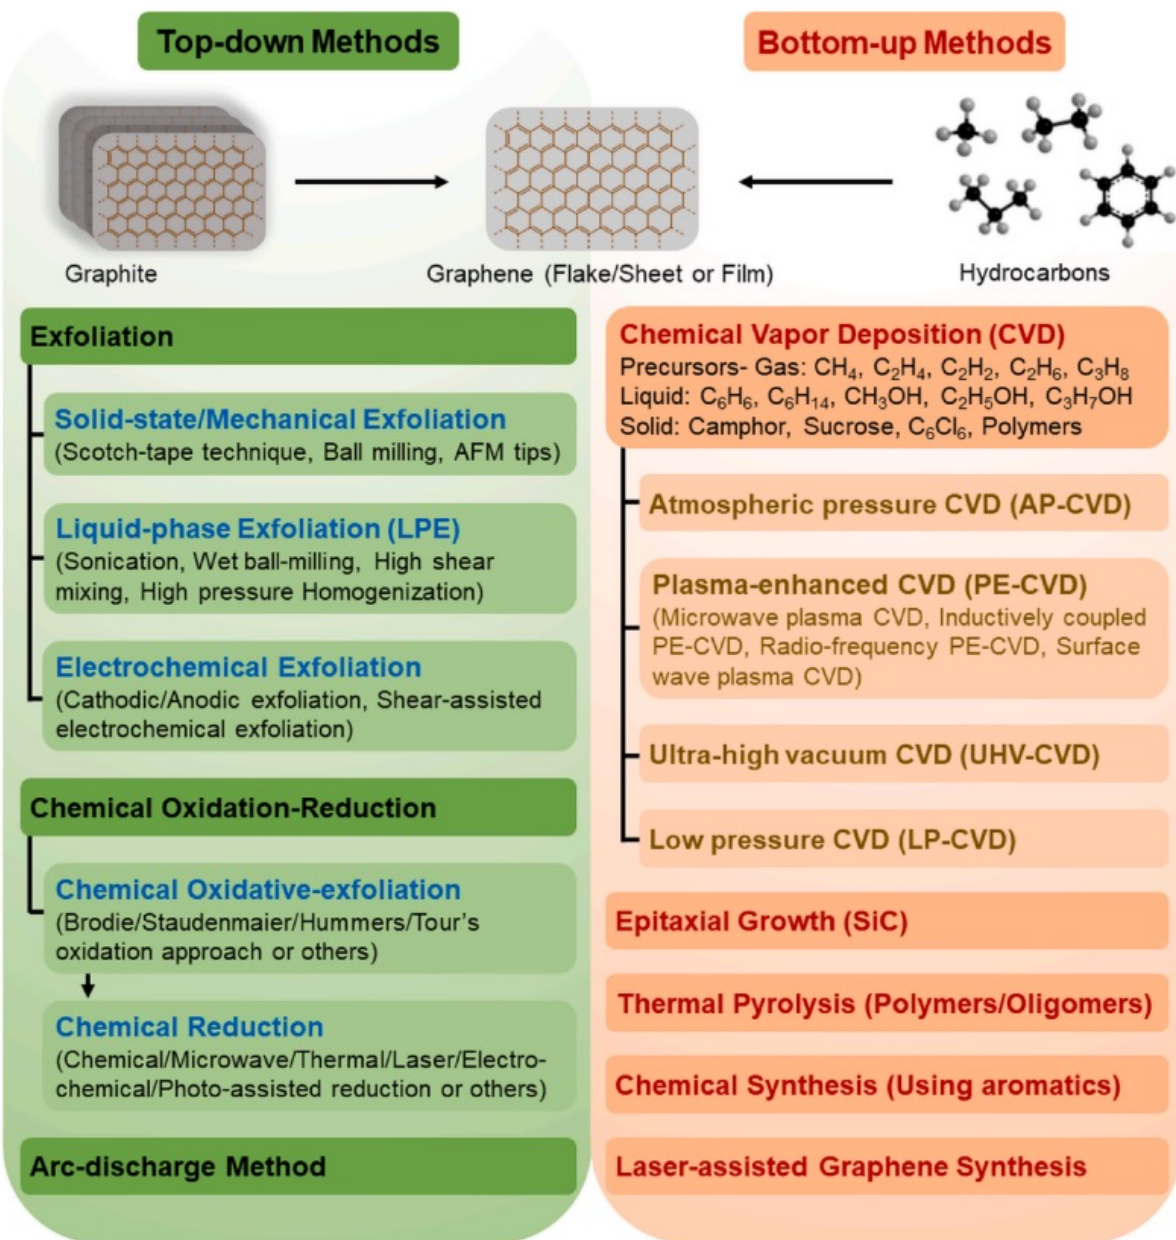 Top-down Methods
Bottom-up Methods
Graphite
Graphene (Flake/Sheet or Film)
Hydrocarbons
Exfoliation
Solid-state/Mechanical Exfoliation
(Scotch-tape technique, Ball milling, AFM tips)
Liquid-phase Exfoliation (LPE)
(Sonication, Wet ball-milling, High shear
mixing, High pressure Homogenization)
Electrochemical Exfoliation
(Cathodic/Anodic exfoliation, Shear-assisted
electrochemical exfoliation)
Chemical Oxidation-Reduction
Chemical Oxidative-exfoliation
(Brodie/Staudenmaier/Hummers/Tour's
oxidation approach or others)
Chemical Reduction
(Chemical/Microwave/Thermal/Laser/Electro-
chemical/Photo-assisted reduction or others)
Arc-discharge Method
Chemical Vapor Deposition (CVD)
Precursors- Gas: CH₄, C₂H₄, C₂H₂, C₂H₆, C₃H₈
Liquid: C₆H₆, C₆H₁₄, CH₃OH, C₂H₅OH, C₃H₇OH
Solid: Camphor, Sucrose, C₆Cl₆, Polymers
Atmospheric pressure CVD (AP-CVD)
Plasma-enhanced CVD (PE-CVD)
(Microwave plasma CVD, Inductively coupled
PE-CVD, Radio-frequency PE-CVD, Surface
wave plasma CVD)
Ultra-high vacuum CVD (UHV-CVD)
Low pressure CVD (LP-CVD)
Epitaxial Growth (SiC)
Thermal Pyrolysis (Polymers/Oligomers)
Chemical Synthesis (Using aromatics)
Laser-assisted Graphene Synthesis